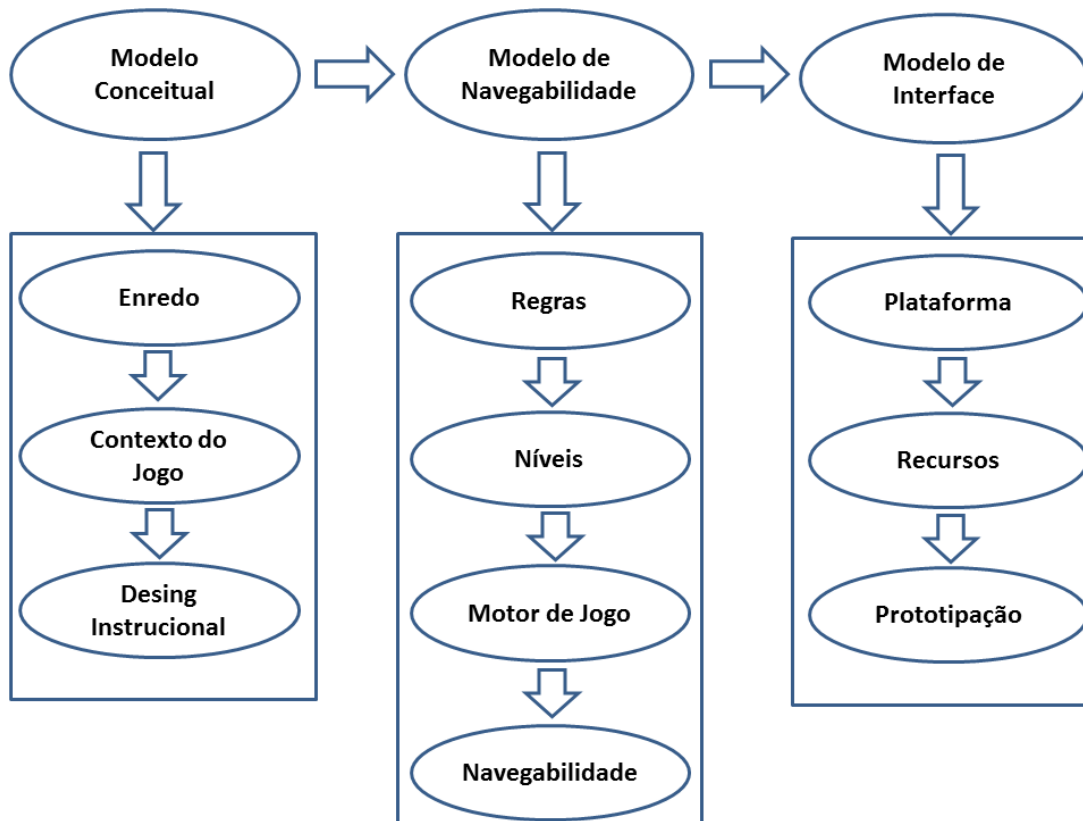 Modelo
Conceitual
Modelo de
Navegabilidade
Modelo de
Interface
Enredo
Contexto do
Jogo
Desing
Instrucional
Regras
Níveis
Motor de Jogo
Navegabilidade
Plataforma
Recursos
Prototipação